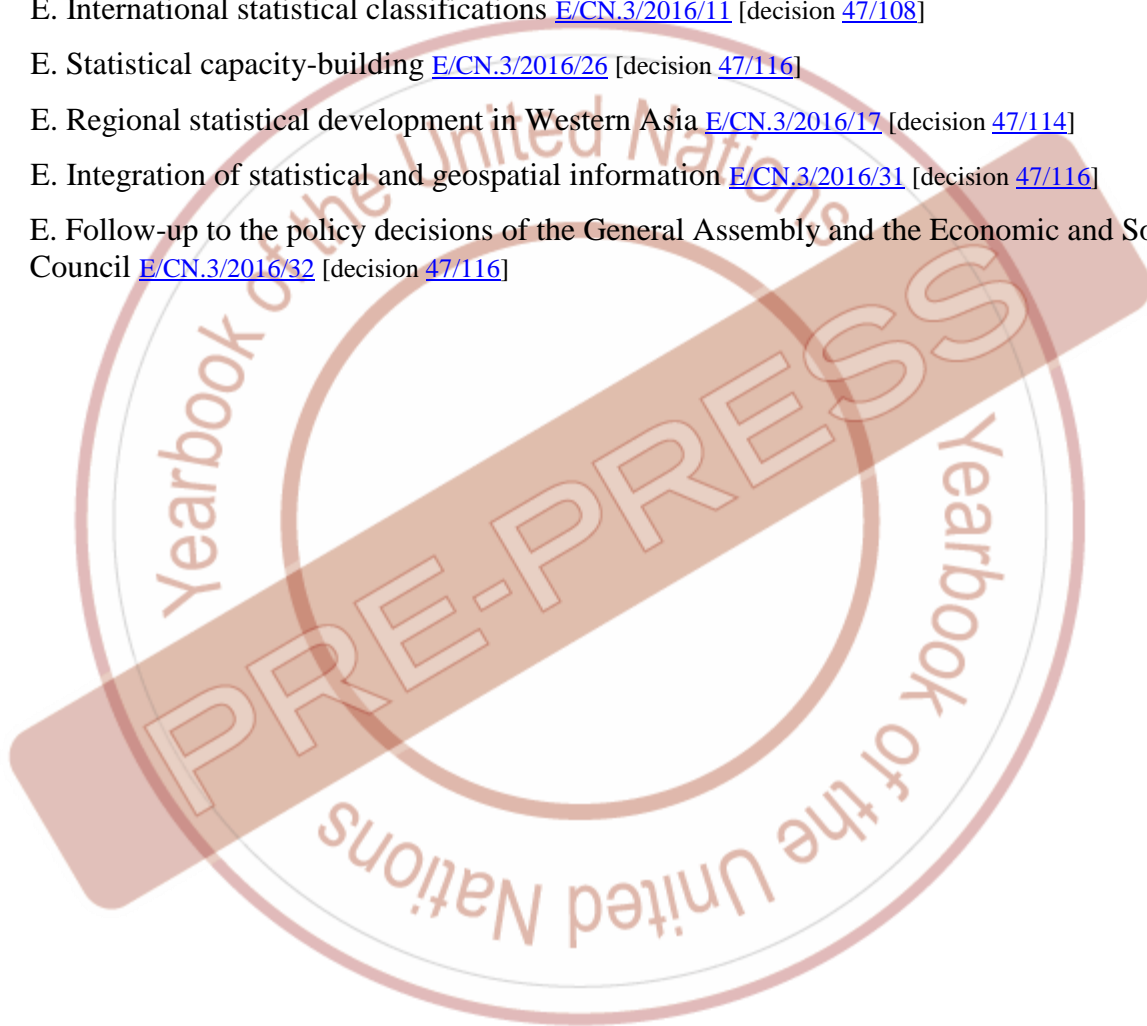 E. International statistical classifications E/CN.3/2016/11 [decision 47/108]
E. Statistical capacity-building E/CN.3/2016/26 [decision 47/116]
E. Regional statistical development in Western Asia E/CN.3/2016/17 [decision 47/114]
E. Integration of statistical and geospatial information E/CN.3/2016/31 [decision 47/116]
E. Follow-up to the policy decisions of the General Assembly and the Economic and So
Council E/CN.3/2016/32 [decision 47/116]
Yearbook of the United Nations
PRE-PRESS
Yearbook of the United Nations